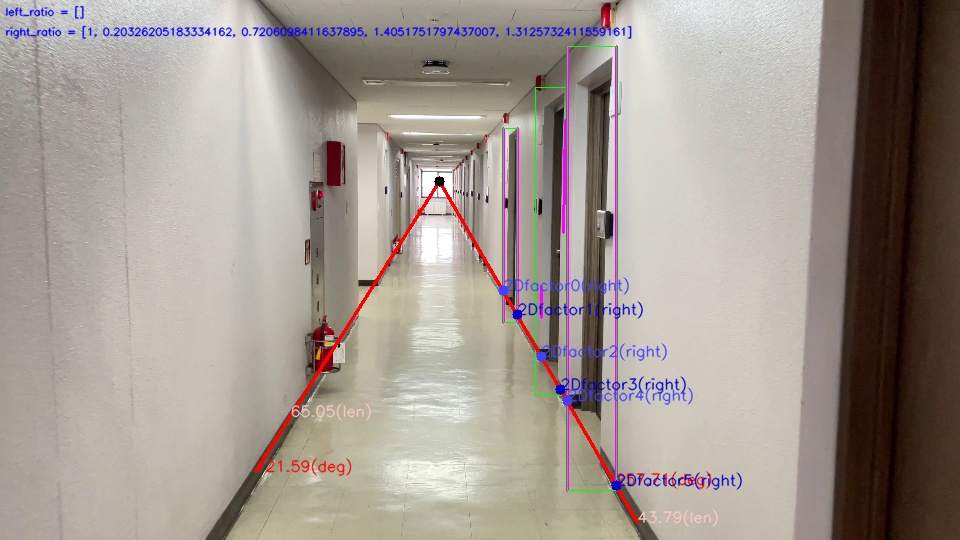 left_ratio = []
right_ratio = [1, 0.20326205183334162, 0.7206098411637895, 1.4051751797437007, 1.3125732411559161]
2Dfactor0(right)
2Dfactor1(right)
2Dfactor2(right)
2Dfactor3(right)
2Dfactor4(right)
65.05(len)
21.59(deg)
2Dfactor5(right)
43.79(len)